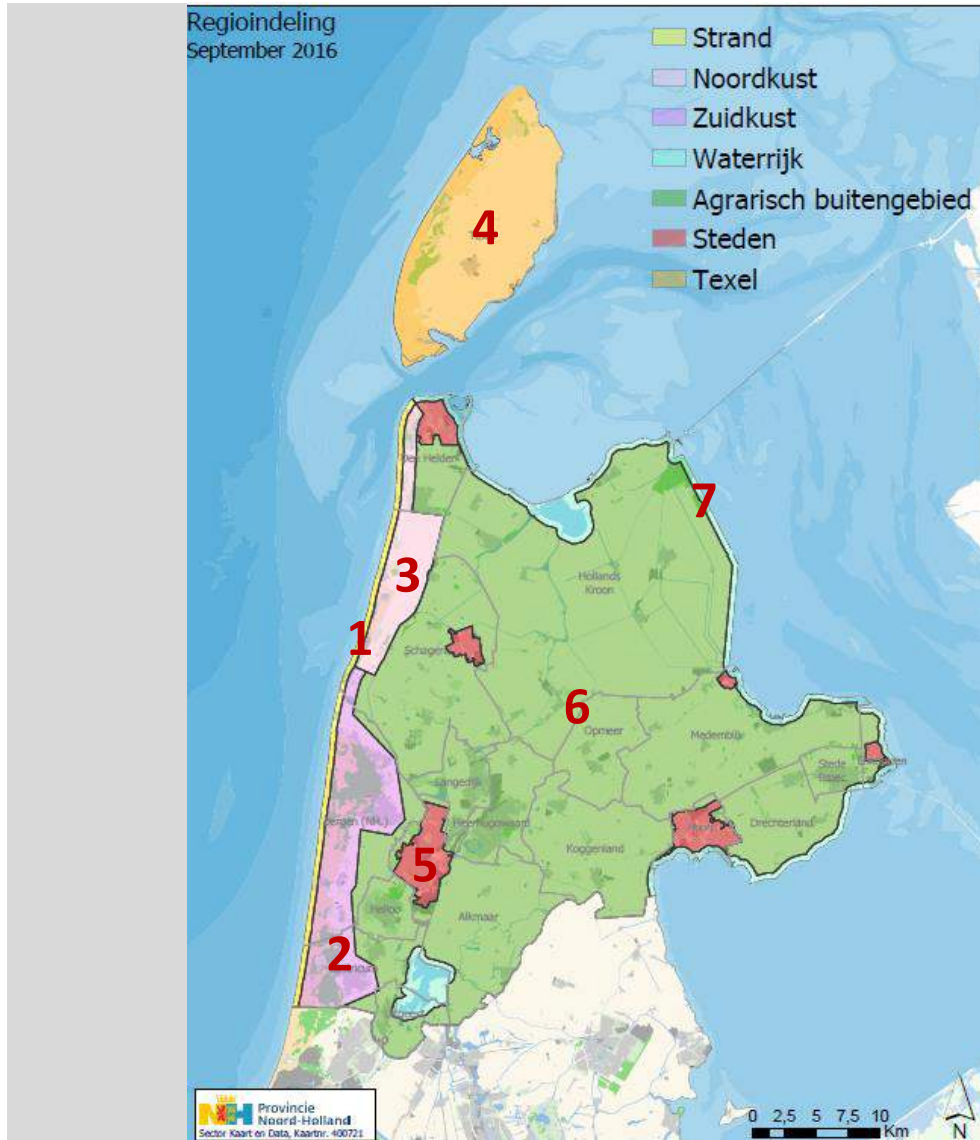 Regioindeling
September 2016
Strand
Noordkust
Zuidkust
Waterrijk
Agrarisch buitengebied
Steden
Texel
4
Den Helder
7
3
Hollands
Kroon
1
Schagen
6
Opmeer
Medemblik
Stede
Broec
Langedijk
Bergen (NH.)
Heerhugowaard
Hoorn
Drechterland
Koggenland
5
Heiloo
Alkmaar
2
Provincie
Noord-Holland
Sector Kaart en Data, Kaartnr. 400721
0 2,5 5 7,5 10
Km
N